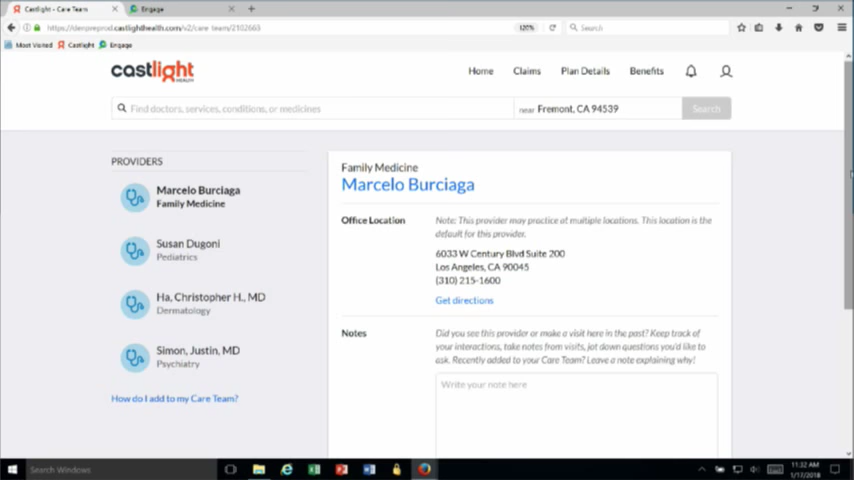 Castlight - Care Team
Engage
https://denpreprod.castlighthealth.com/v2/care-team/2102663
120%
Search
Most Visited
Castlight
Engage
castlight
HEALTH
Home
Claims
Plan Details
Benefits
Find doctors, services, conditions, or medicines
near Fremont, CA 94539
Search
PROVIDERS
Marcelo Burciaga
Family Medicine
Susan Dugoni
Pediatrics
Ha, Christopher H., MD
Dermatology
Simon, Justin, MD
Psychiatry
How do I add to my Care Team?
Family Medicine
Marcelo Burciaga
Office Location
Note: This provider may practice at multiple locations. This location is the
default for this provider.
6033 W Century Blvd Suite 200
Los Angeles, CA 90045
(310) 215-1600
Get directions
Notes
Did you see this provider or make a visit here in the past? Keep track of
your interactions, take notes from visits, jot down questions you'd like to
ask. Recently added to your Care Team? Leave a note explaining why!
Write your note here
Search Windows
11:32 AM
1/17/2018